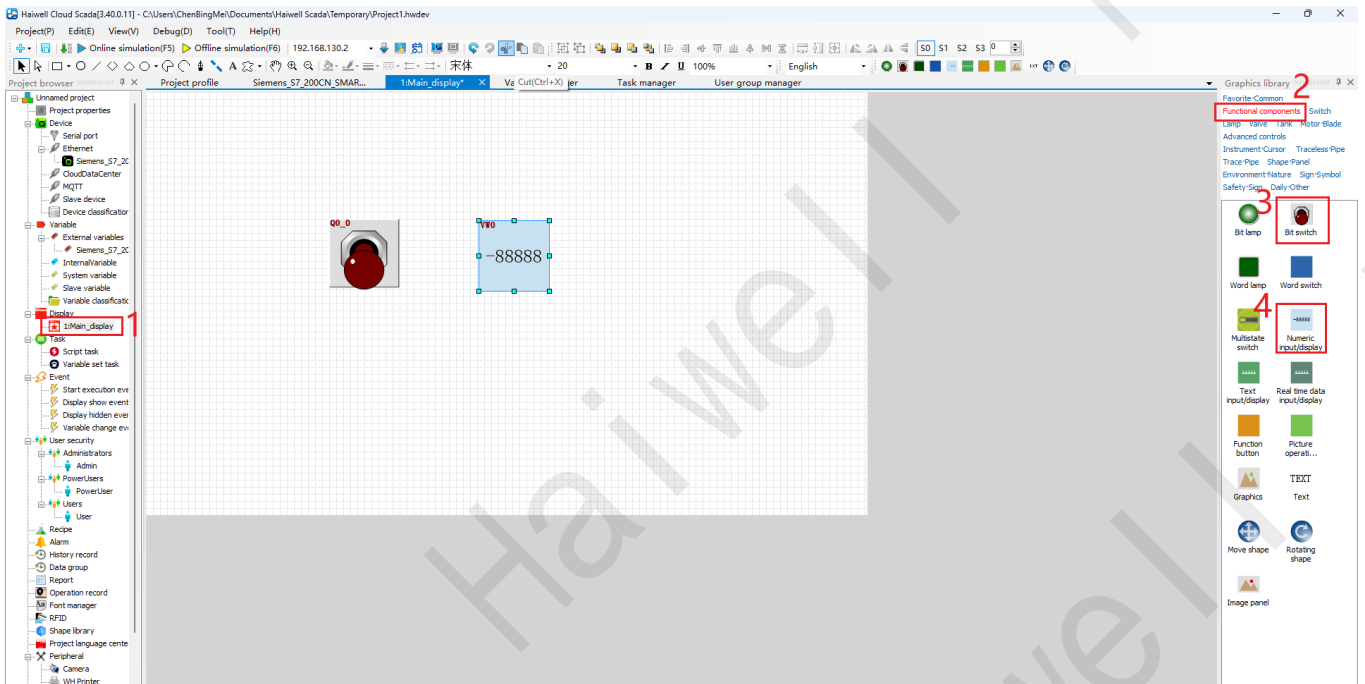 Haiwell Cloud Scada[3.40.0.11] - C:\Users\ChenBingMei\Documents\Haiwell Scada\Temporary\Project1.hwdev
Project(P) Edit(E) View(V) Debug(D) Tool(T) Help(H)
Online simulation(F5) Offline simulation(F6) 192.168.130.2 S0 S1 S2 S3 0
A 宋体 20 B Z U 100% English
Project browser
Project profile Siemens_S7_200CN_SMAR... 1:Main_display* Va Cut(Ctrl+X) er Task manager User group manager
Unnamed project
Project properties
Device
Serial port
Ethernet
Siemens_S7_20
CloudDataCenter
MQTT
Slave device
Device classification
Variable
External variables
Siemens_S7_20
InternalVariable
System variable
Slave variable
Variable classificatic
Display
1:Main_display 1
Task
Script task
Variable set task
Event
Start execution eve
Display show event
Display hidden even
Variable change eve
User security
Administrators
Admin
PowerUsers
PowerUser
Users
User
Recipe
Alarm
History record
Data group
Report
Operation record
Font manager
RFID
Shape library
Project language cente
Peripheral
Camera
WH Printer
Q0_0
VW0
-88888
Graphics library 2
Favorite·Common
Functional components Switch
Lamp Valve Tank Motor·Blade
Advanced controls
Instrument·Cursor Traceless·Pipe
Trace·Pipe Shape·Panel
Environment·Nature Sign·Symbol
Safety·Sign Daily·Other
3
Bit lamp Bit switch
Word lamp Word switch
4
Multistate switch
Numeric input/display
Text input/display
Real time data input/display
Function button
Picture operati...
TEXT
Graphics Text
Move shape
Rotating shape
Image panel
Haiwell